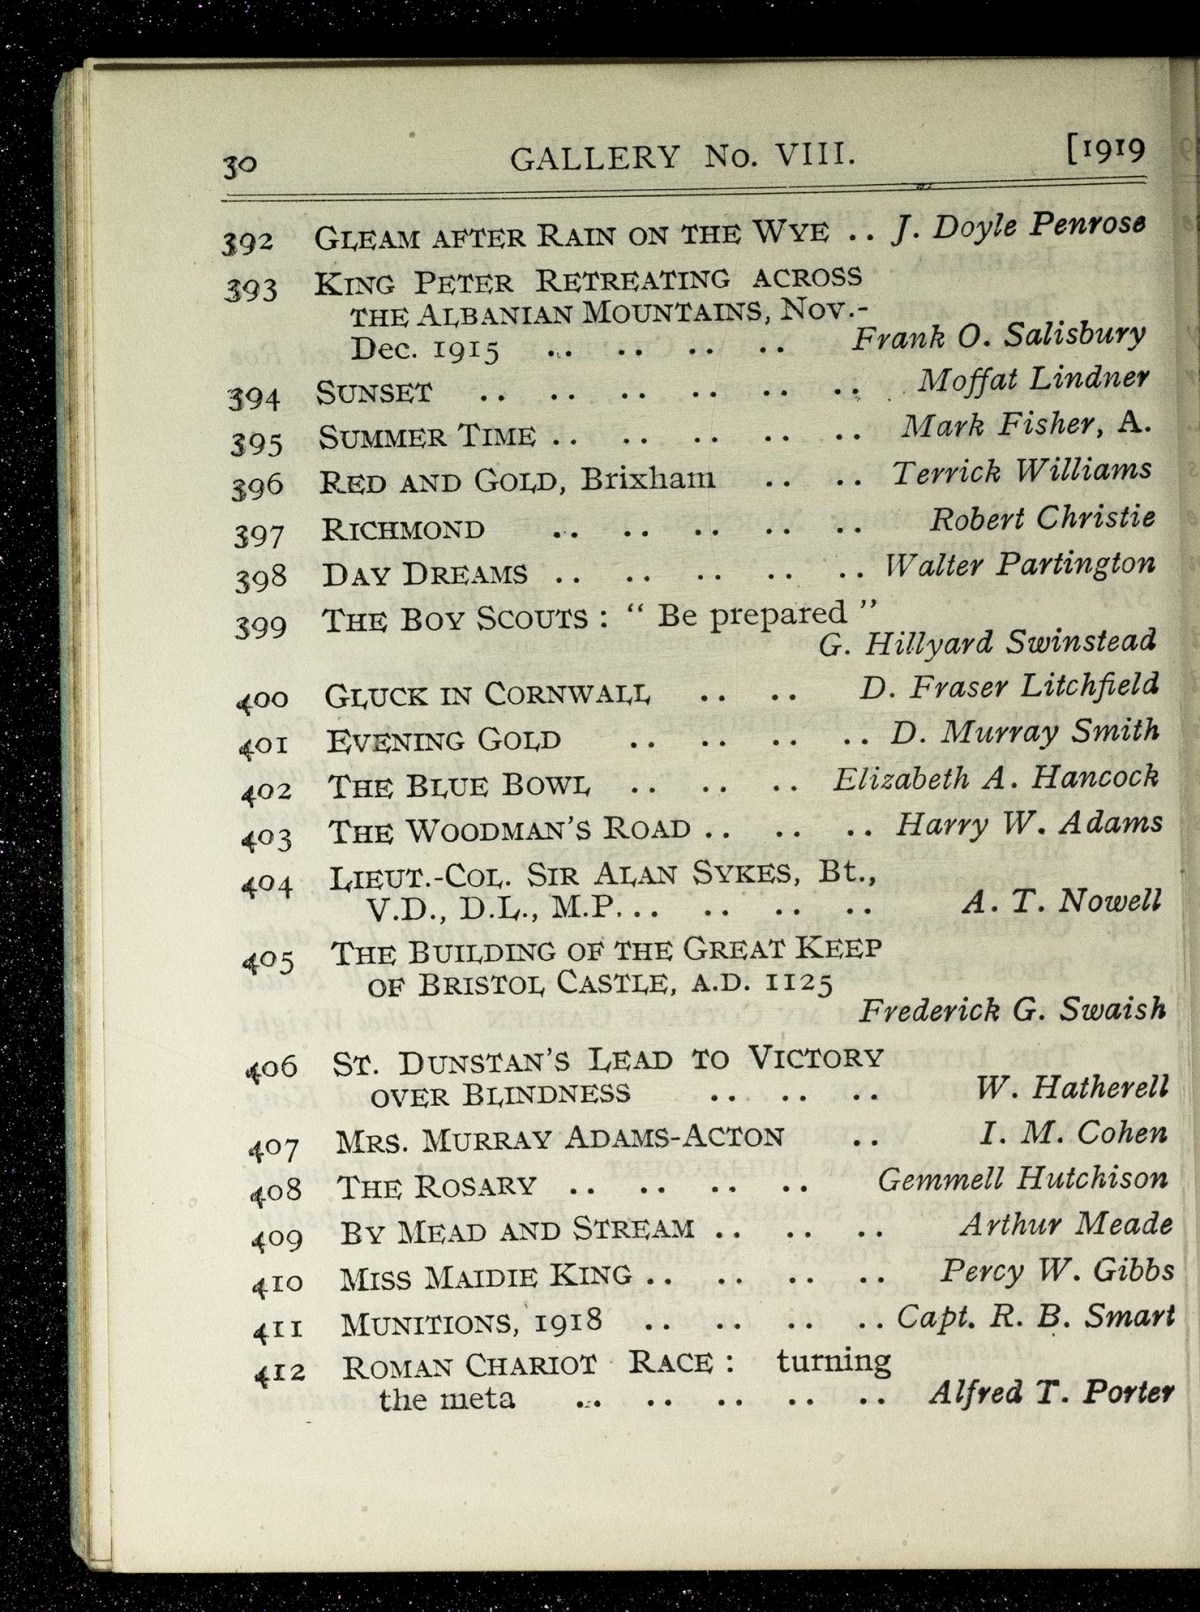 30 GALLERY No. VIII. [1919
392 GLEAM AFTER RAIN ON THE WYE .. J. Doyle Penrose
393 KING PETER RETREATING ACROSS
THE ALBANIAN MOUNTAINS, NOV.-
Dec. 1915 .. .. .. .. Frank O. Salisbury
394 SUNSET .. .. .. .. .. .. Moffat Lindner
395 SUMMER TIME .. .. .. .. .. Mark Fisher, A.
396 RED AND GOLD, Brixham .. .. Terrick Williams
397 RICHMOND .. .. .. .. .. Robert Christie
398 DAY DREAMS .. .. .. .. .. Walter Partington
399 THE BOY SCOUTS : " Be prepared "
G. Hillyard Swinstead
400 GLUCK IN CORNWALL .. .. D. Fraser Litchfield
401 EVENING GOLD .. .. .. .. D. Murray Smith
402 THE BLUE BOWL .. .. .. Elizabeth A. Hancock
403 THE WOODMAN'S ROAD .. .. .. Harry W. Adams
404 LIEUT.-COL. SIR ALAN SYKES, Bt.,
V.D., D.L., M.P. .. .. .. .. A. T. Nowell
405 THE BUILDING OF THE GREAT KEEP
OF BRISTOL CASTLE, A.D. 1125
Frederick G. Swaish
406 ST. DUNSTAN'S LEAD TO VICTORY
OVER BLINDNESS .. .. .. W. Hatherell
407 MRS. MURRAY ADAMS-ACTON .. I. M. Cohen
408 THE ROSARY .. .. .. .. Gemmell Hutchison
409 BY MEAD AND STREAM .. .. .. Arthur Meade
410 MISS MAIDIE KING .. .. .. .. Percy W. Gibbs
411 MUNITIONS, 1918 .. .. .. .. Capt. R. B. Smart
412 ROMAN CHARIOT RACE : turning
the meta .. .. .. .. .. Alfred T. Porter